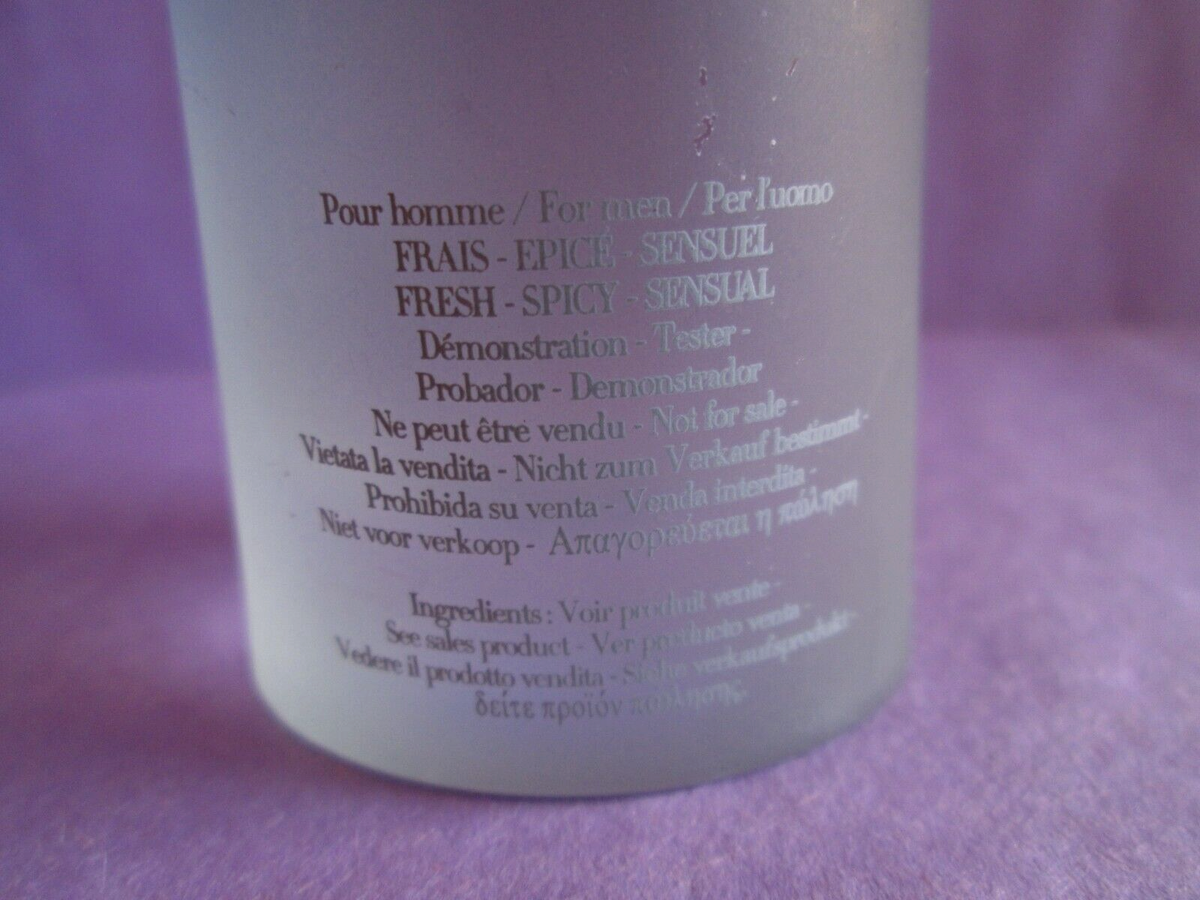 Pour homme / For men / Per l'uomo
FRAIS - EPICÉ - SENSUEL
FRESH - SPICY - SENSUAL
Démonstration - Tester -
Probador - Demonstrador
Ne peut être vendu - Not for sale -
Vietata la vendita - Nicht zum Verkauf bestimmt -
Prohibida su venta - Venda interdita -
Niet voor verkoop - Απαγορεύεται η πώληση
Ingredients : Voir produit vente -
See sales product - Ver producto venta -
Vedere il prodotto vendita - Siehe verkaufsprodukt -
δείτε προϊόν πώλησης.